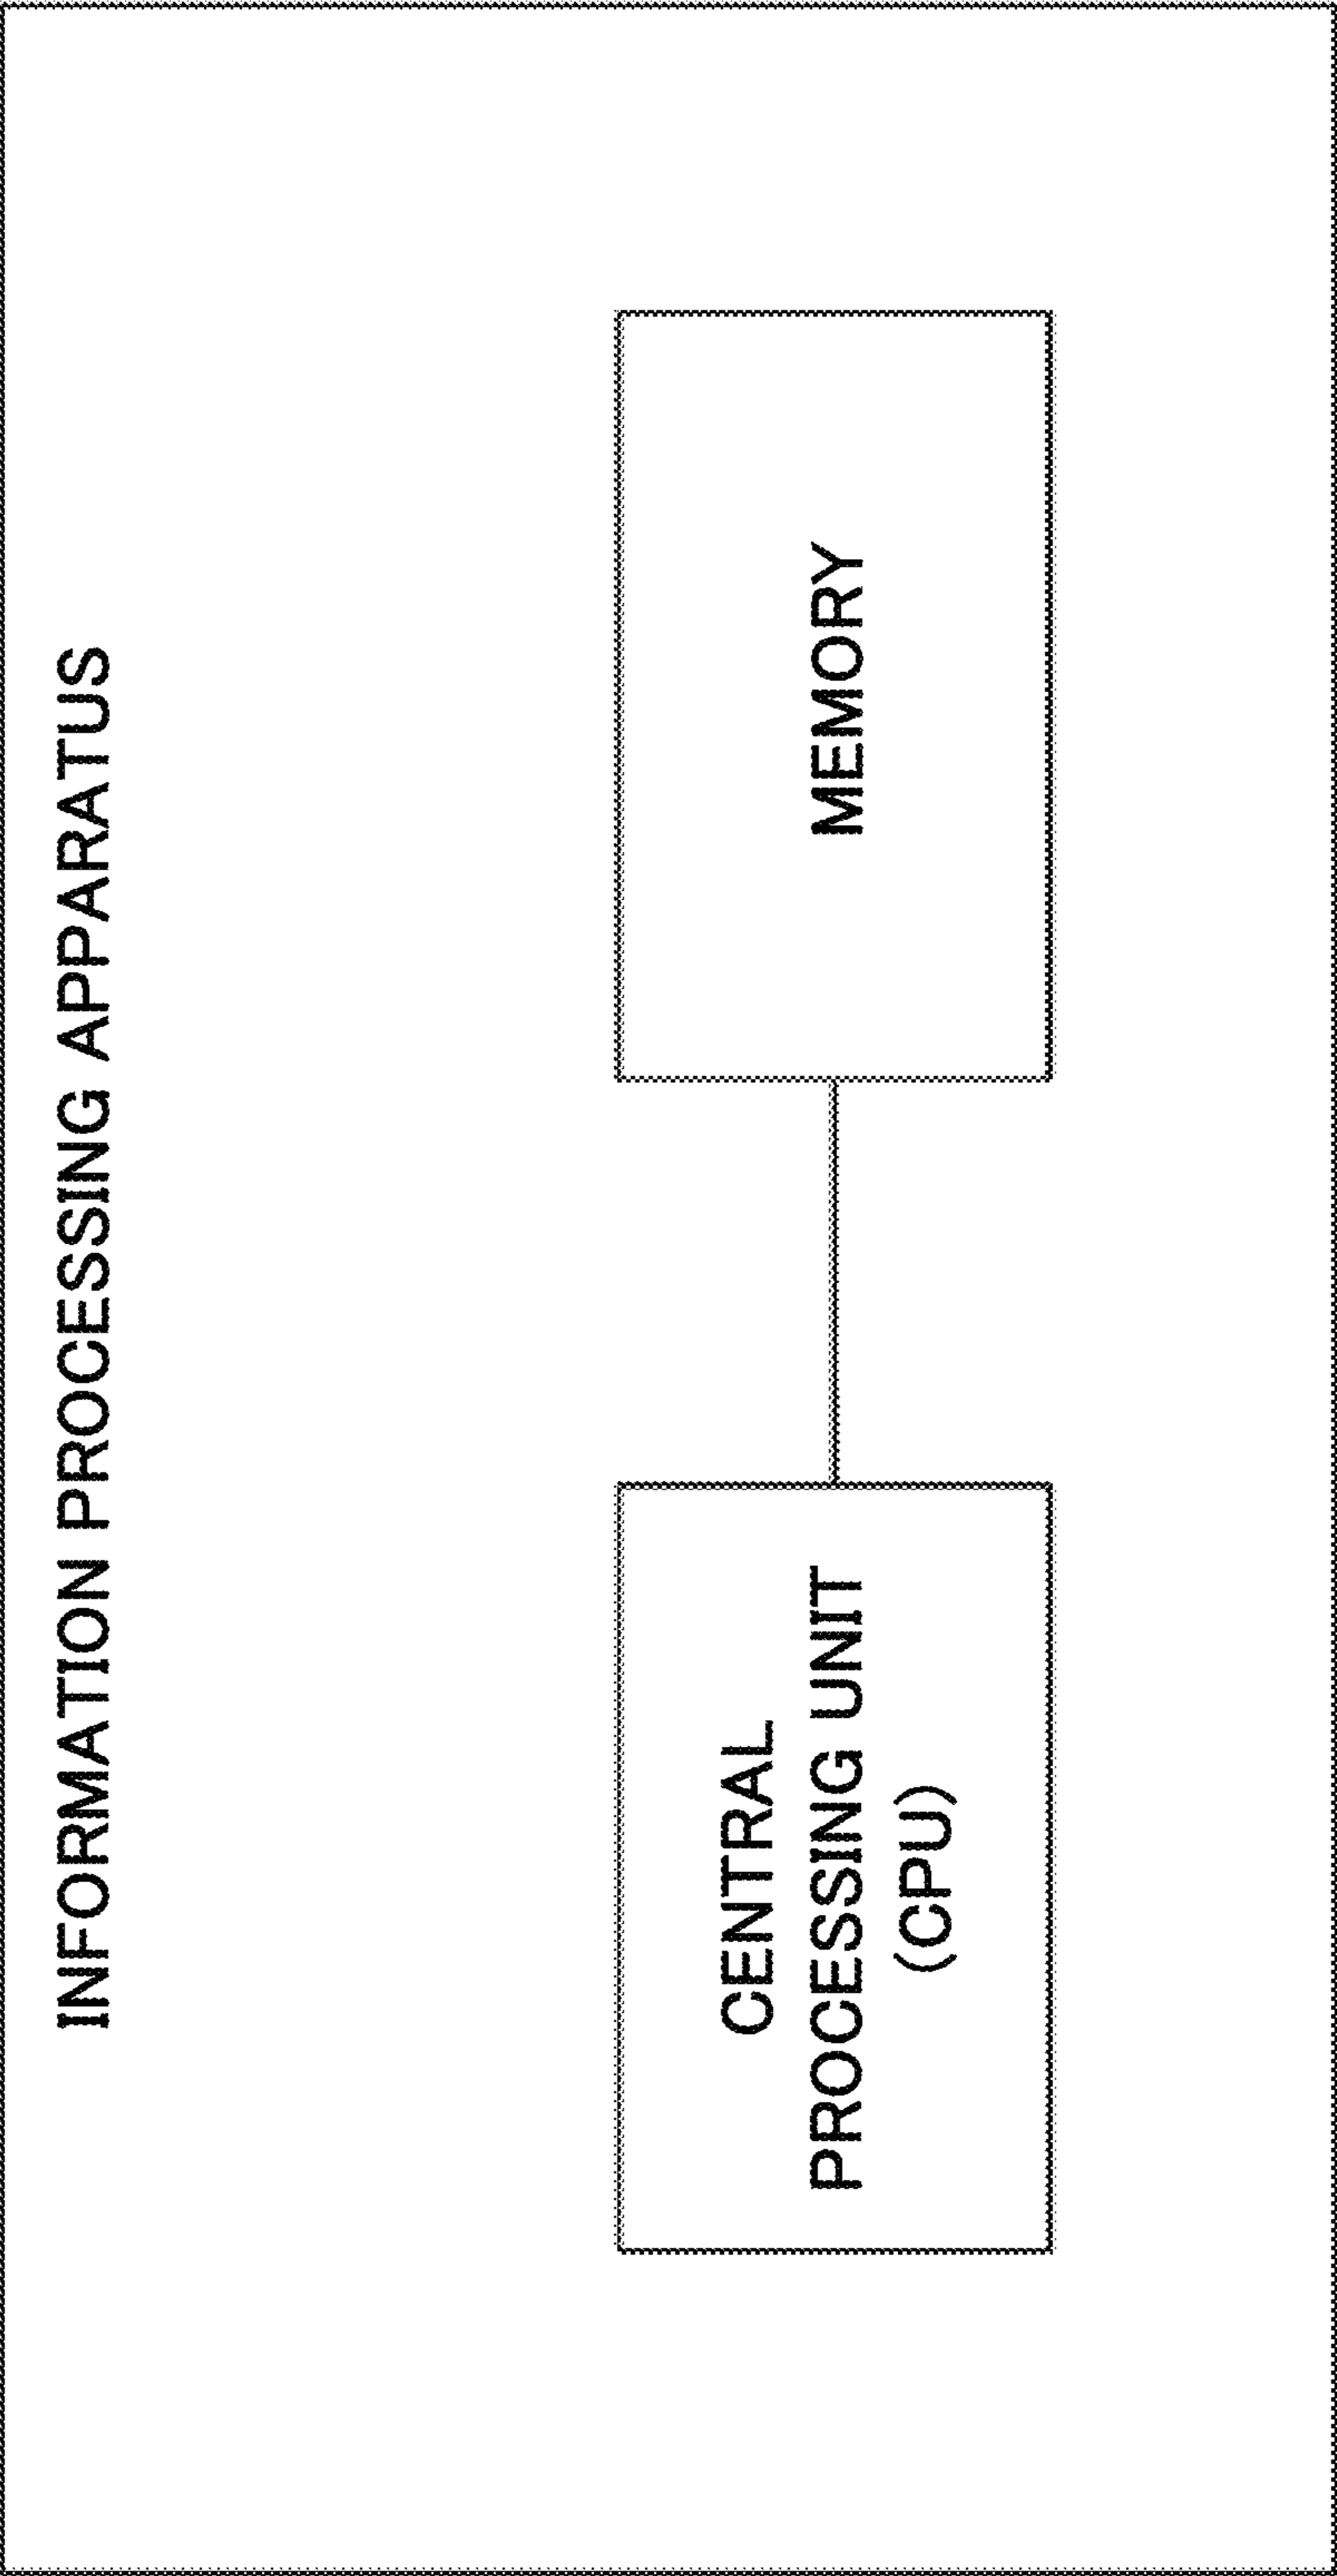 INFORMATION PROCESSING APPARATUS
CENTRAL
PROCESSING UNIT
(CPU)
MEMORY